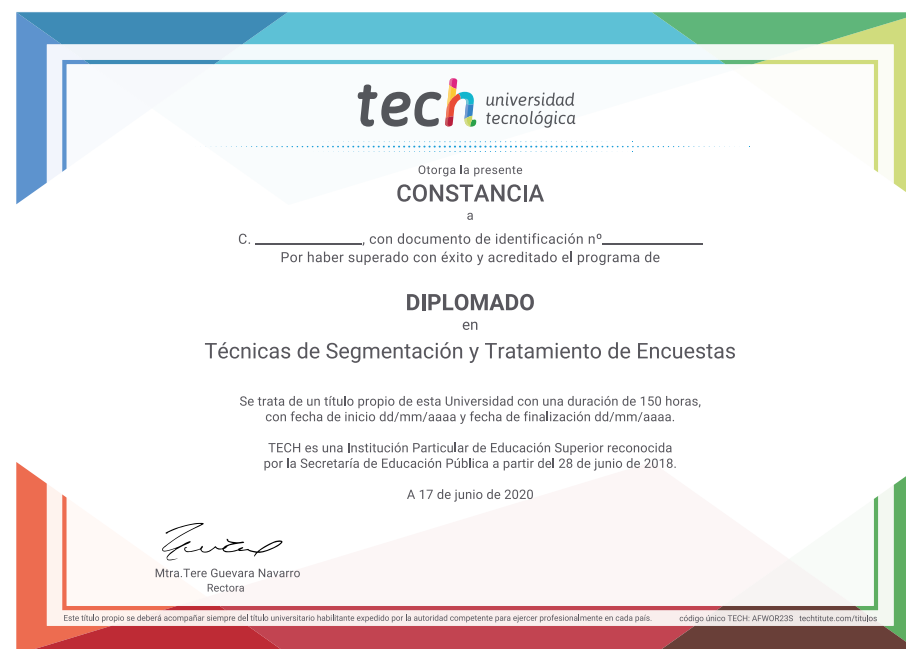 tech universidad
tecnológica
Otorga la presente
CONSTANCIA
a
C. ____________, con documento de identificación nº____________
Por haber superado con éxito y acreditado el programa de
DIPLOMADO
en
Técnicas de Segmentación y Tratamiento de Encuestas
Se trata de un título propio de esta Universidad con una duración de 150 horas,
con fecha de inicio dd/mm/aaaa y fecha de finalización dd/mm/aaaa.
TECH es una Institución Particular de Educación Superior reconocida
por la Secretaría de Educación Pública a partir del 28 de junio de 2018.
A 17 de junio de 2020
Mtra.Tere Guevara Navarro
Rectora
Este título propio se deberá acompañar siempre del título universitario habilitante expedido por la autoridad competente para ejercer profesionalmente en cada país. código único TECH: AFWOR23S techtitute.com/titulos